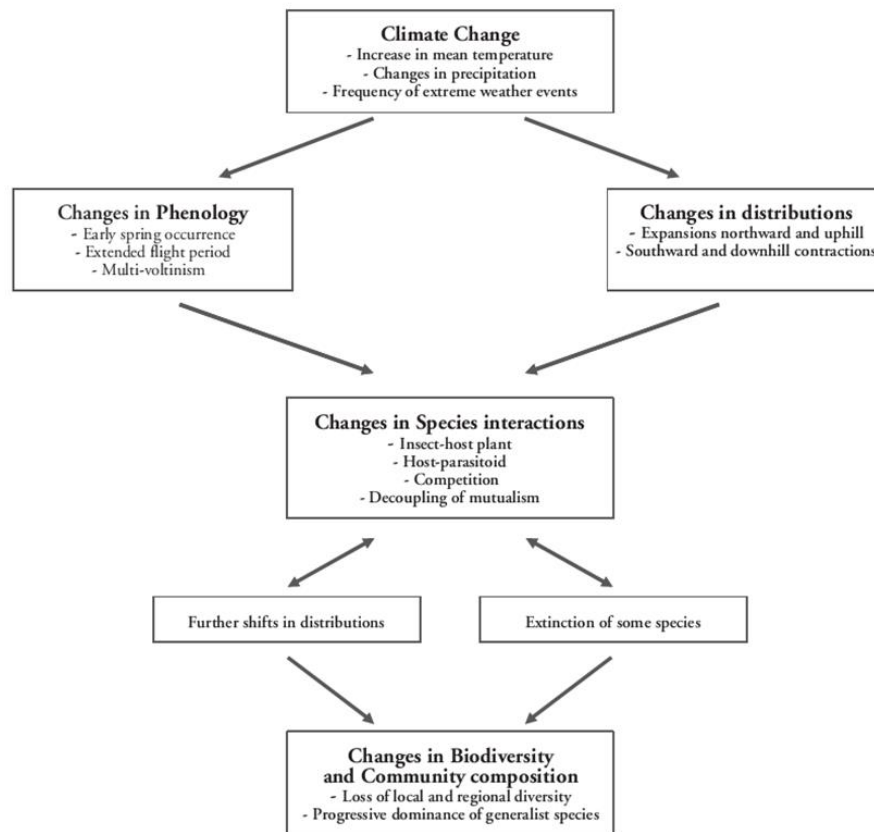 Climate Change
- Increase in mean temperature
- Changes in precipitation
- Frequency of extreme weather events
Changes in Phenology
- Early spring occurrence
- Extended flight period
- Multi-voltinism
Changes in distributions
- Expansions northward and uphill
- Southward and downhill contractions
Changes in Species interactions
- Insect-host plant
- Host-parasitoid
- Competition
- Decoupling of mutualism
Further shifts in distributions
Extinction of some species
Changes in Biodiversity
and Community composition
- Loss of local and regional diversity
- Progressive dominance of generalist species